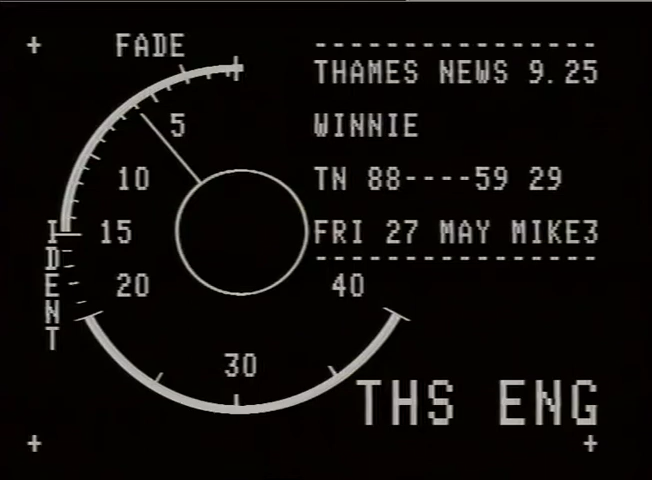 FADE
THAMES NEWS 9.25
WINNIE
TN 88----59 29
FRI 27 MAY MIKE3
5
10
15
20
30
40
IDENT
THS ENG